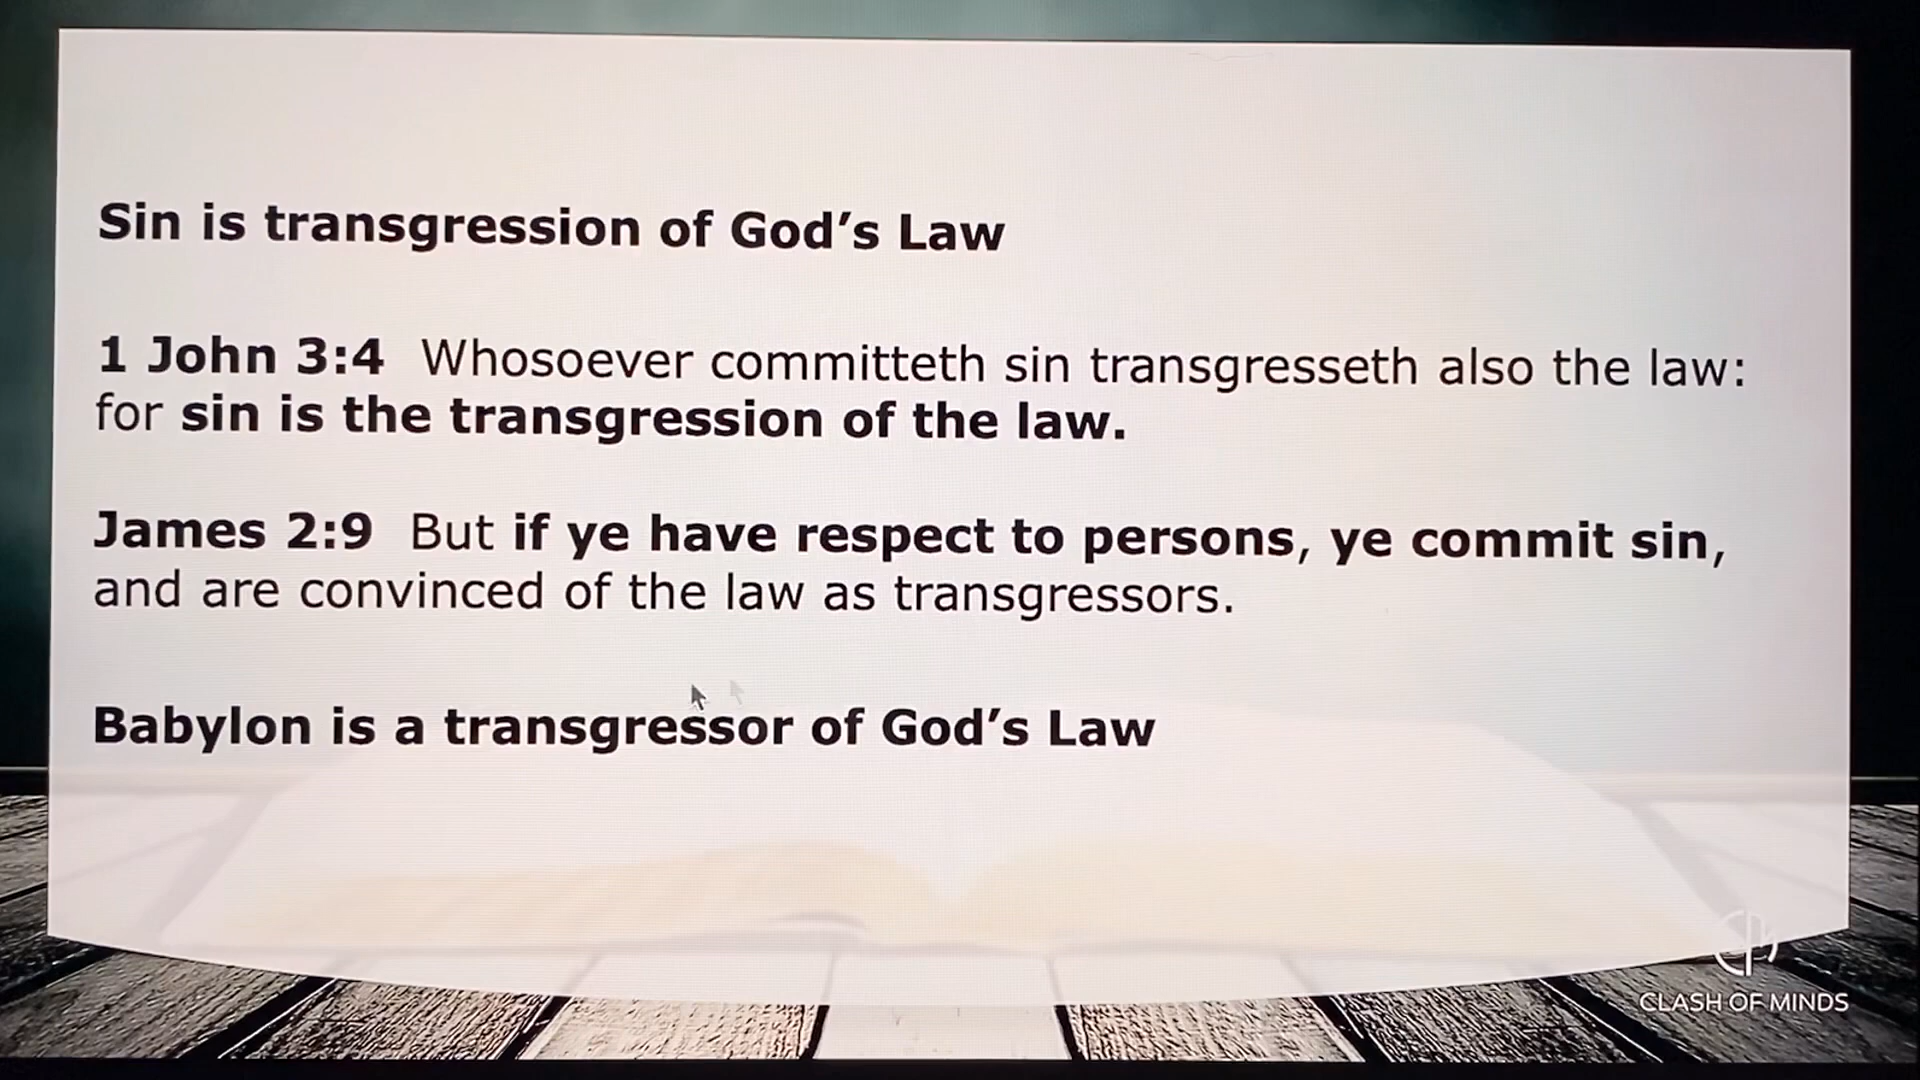 Sin is transgression of God’s Law
1 John 3:4 Whosoever committeth sin transgresseth also the law:
for sin is the transgression of the law.
James 2:9 But if ye have respect to persons, ye commit sin,
and are convinced of the law as transgressors.
Babylon is a transgressor of God’s Law
CLASH OF MINDS